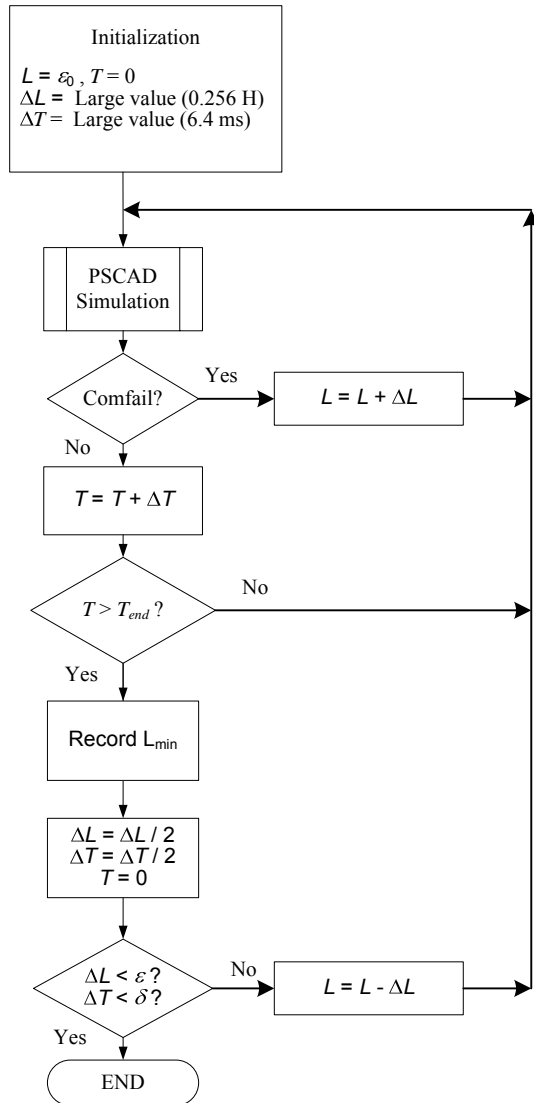 Initialization
L = ε₀ , T = 0
ΔL = Large value (0.256 H)
ΔT = Large value (6.4 ms)
PSCAD
Simulation
Comfail?
Yes
L = L + ΔL
No
T = T + ΔT
T > Tₑₙd ?
No
Yes
Record Lₘᵢₙ
ΔL = ΔL / 2
ΔT = ΔT / 2
T = 0
ΔL < ε ?
ΔT < δ ?
No
L = L - ΔL
Yes
END